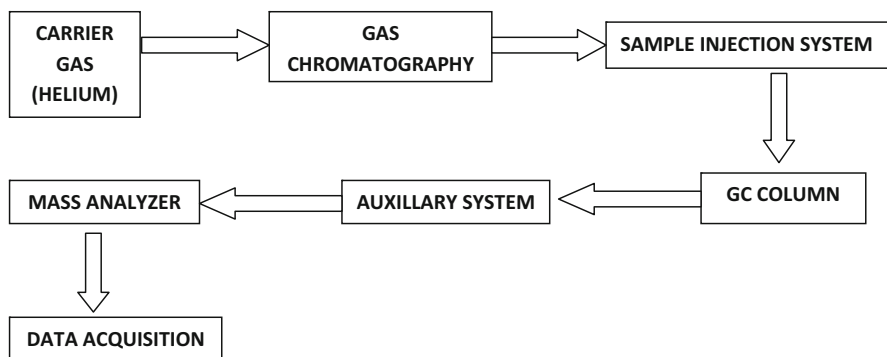 CARRIER
GAS
(HELIUM)
GAS
CHROMATOGRAPHY
SAMPLE INJECTION SYSTEM
GC COLUMN
AUXILLARY SYSTEM
MASS ANALYZER
DATA ACQUISITION